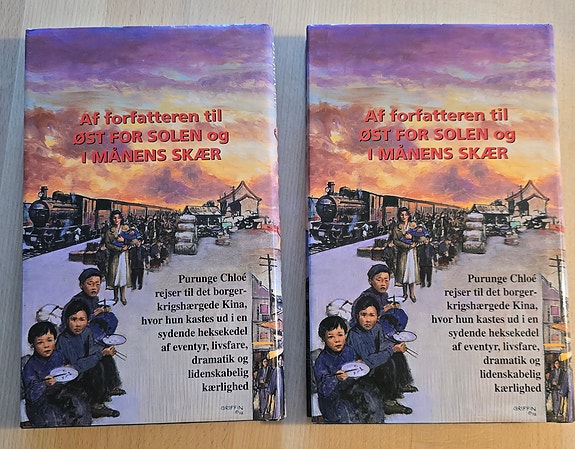 Af forfatteren til
ØST FOR SOLEN og
I MÅNENS SKÆR
Purunge Chloé
rejser til det borger-
krigshærgede Kina,
hvor hun kastes ud i en
sydende heksekedel
af eventyr, livsfare,
dramatik og
lidenskabelig
kærlighed
GRIFFIN
Af forfatteren til
ØST FOR SOLEN og
I MÅNENS SKÆR
Purunge Chloé
rejser til det borger-
krigshærgede Kina,
hvor hun kastes ud i en
sydende heksekedel
af eventyr, livsfare,
dramatik og
lidenskabelig
kærlighed
GRIFFIN